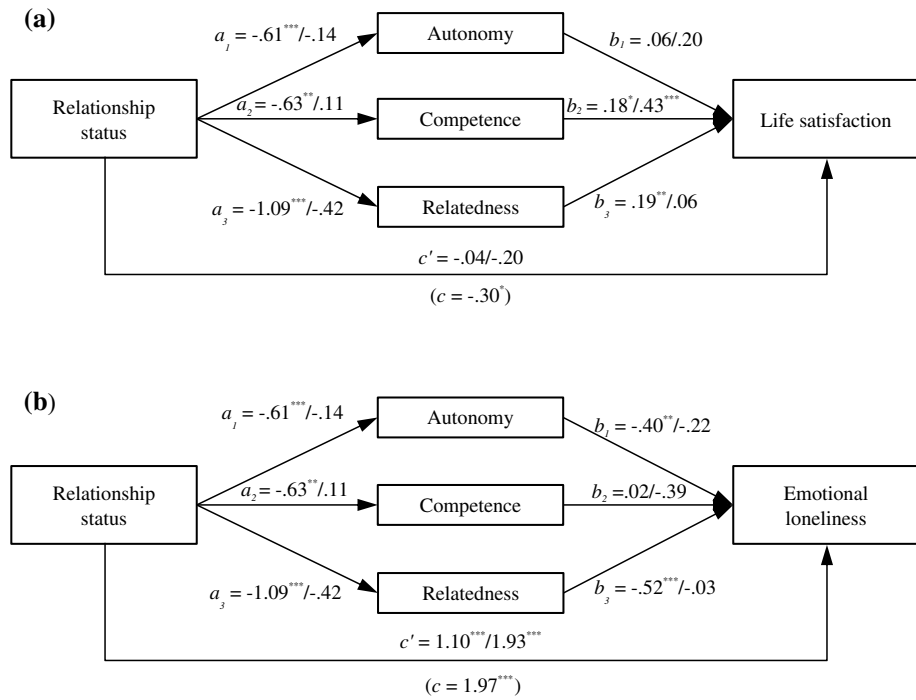 (a)
a1 = -.61***/-.14
Autonomy
b1 = .06/.20
Relationship
status
a2 = -.63**/.11
Competence
b2 = .18*/.43***
Life satisfaction
a3 = -1.09***/-.42
Relatedness
b3 = .19**/.06
c' = -.04/-.20
(c = -.30*)
(b)
a1 = -.61***/-.14
Autonomy
b1 = -.40**/-.22
Relationship
status
a2 = -.63**/.11
Competence
b2 = .02/-.39
Emotional
loneliness
a3 = -1.09***/-.42
Relatedness
b3 = -.52***/-.03
c' = 1.10***/1.93***
(c = 1.97***)